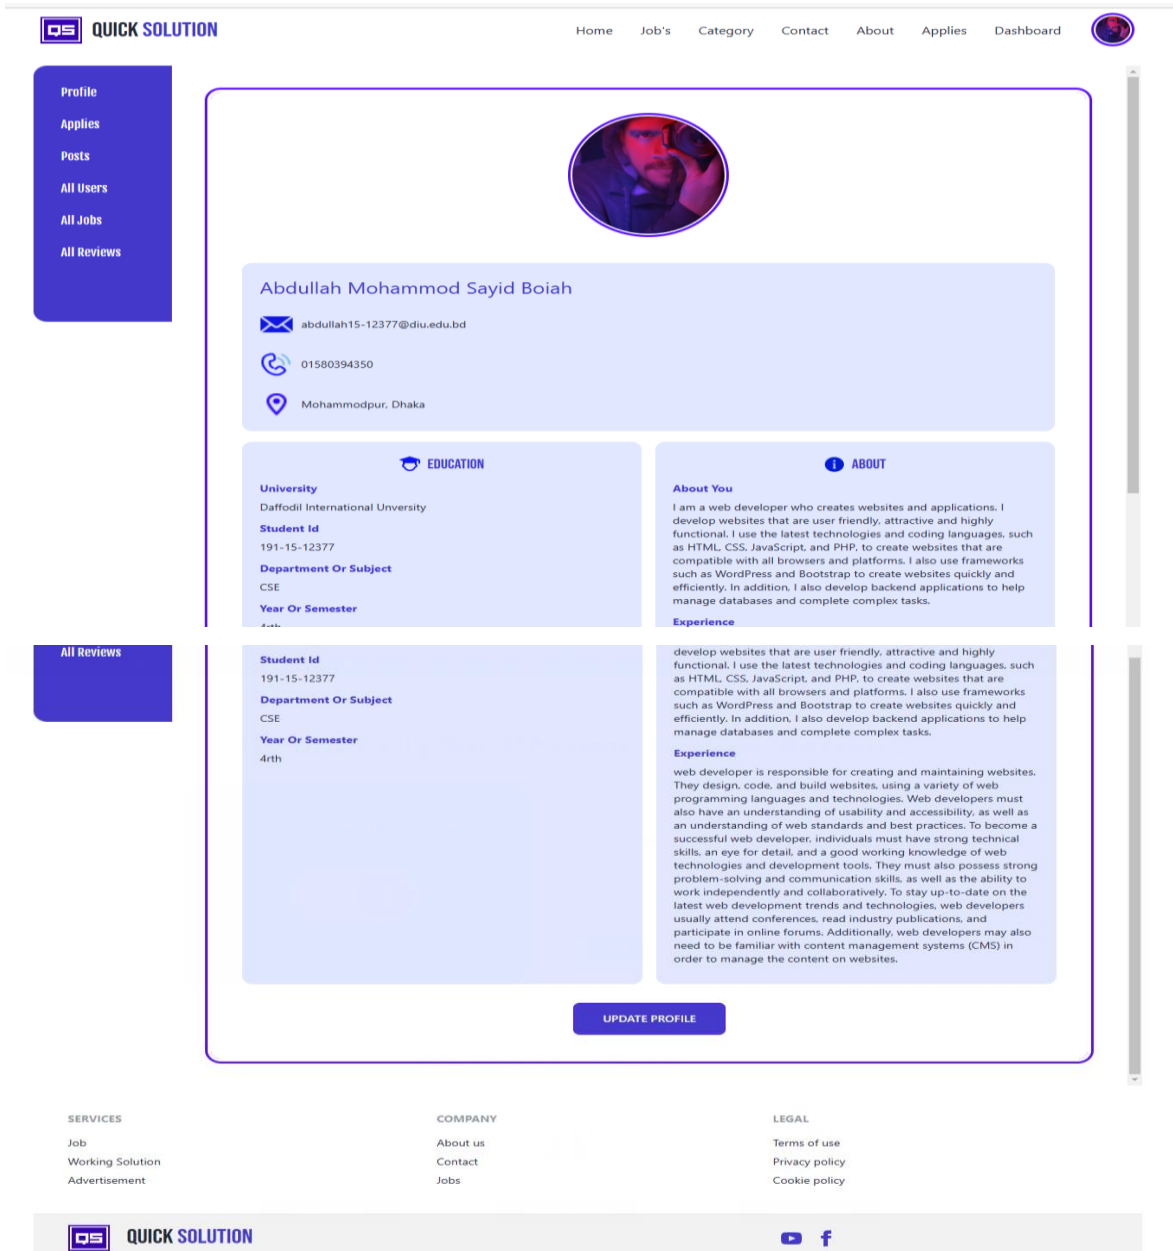 QS QUICK SOLUTION
Home Job's Category Contact About Applies Dashboard
Profile
Applies
Posts
All Users
All Jobs
All Reviews
Abdullah Mohammod Sayid Boiah
abdullah15-12377@diu.edu.bd
01580394350
Mohammodpur, Dhaka
EDUCATION
University
Daffodil International Unversity
Student Id
191-15-12377
Department Or Subject
CSE
Year Or Semester
4rth
ABOUT
About You
I am a web developer who creates websites and applications. I
develop websites that are user friendly, attractive and highly
functional. I use the latest technologies and coding languages, such
as HTML, CSS, JavaScript, and PHP, to create websites that are
compatible with all browsers and platforms. I also use frameworks
such as WordPress and Bootstrap to create websites quickly and
efficiently. In addition, I also develop backend applications to help
manage databases and complete complex tasks.
Experience
All Reviews
Student Id
191-15-12377
Department Or Subject
CSE
Year Or Semester
4rth
develop websites that are user friendly, attractive and highly
functional. I use the latest technologies and coding languages, such
as HTML, CSS, JavaScript, and PHP, to create websites that are
compatible with all browsers and platforms. I also use frameworks
such as WordPress and Bootstrap to create websites quickly and
efficiently. In addition, I also develop backend applications to help
manage databases and complete complex tasks.
Experience
web developer is responsible for creating and maintaining websites.
They design, code, and build websites, using a variety of web
programming languages and technologies. Web developers must
also have an understanding of usability and accessibility, as well as
an understanding of web standards and best practices. To become a
successful web developer, individuals must have strong technical
skills, an eye for detail, and a good working knowledge of web
technologies and development tools. They must also possess strong
problem-solving and communication skills, as well as the ability to
work independently and collaboratively. To stay up-to-date on the
latest web development trends and technologies, web developers
usually attend conferences, read industry publications, and
participate in online forums. Additionally, web developers may also
need to be familiar with content management systems (CMS) in
order to manage the content on websites.
UPDATE PROFILE
SERVICES
Job
Working Solution
Advertisement
COMPANY
About us
Contact
Jobs
LEGAL
Terms of use
Privacy policy
Cookie policy
QS QUICK SOLUTION